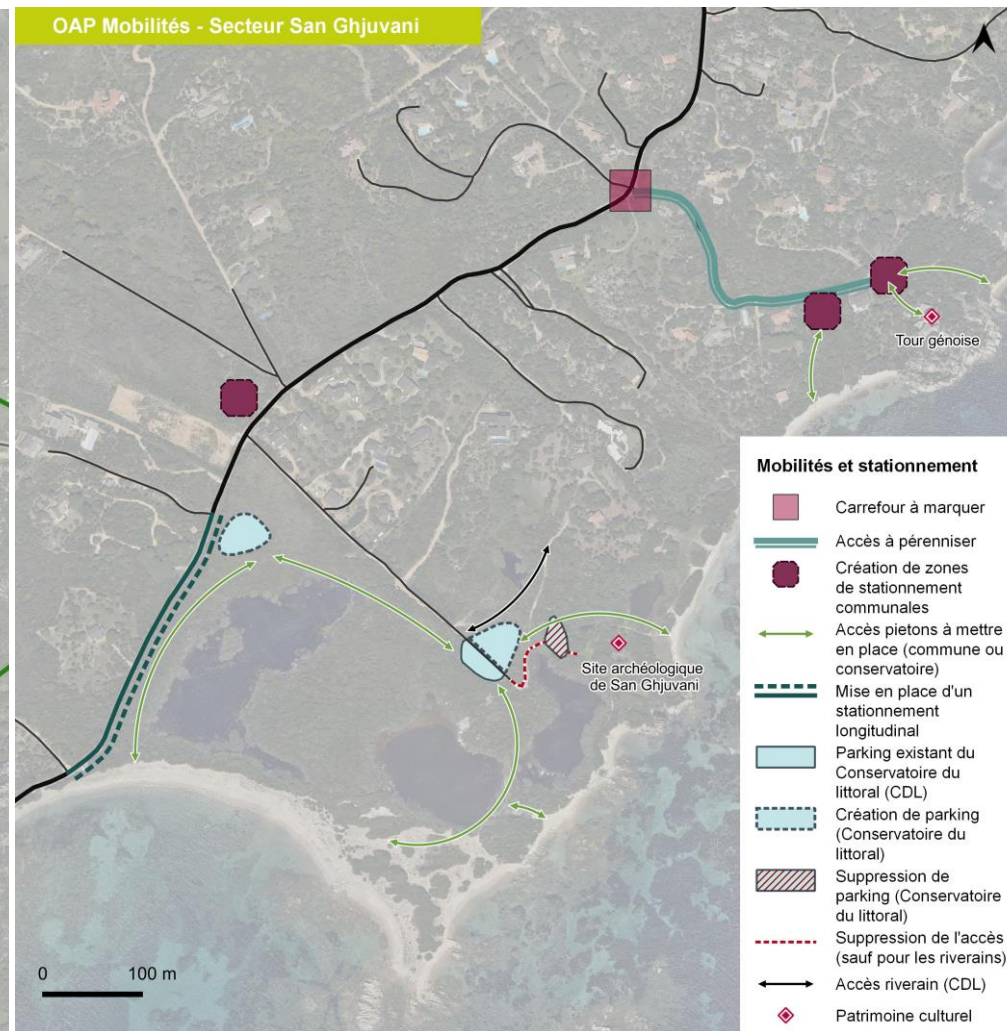 OAP Mobilités - Secteur San Ghjuvani
Tour génoise
Site archéologique
de San Ghjuvani
0
100 m
Mobilités et stationnement
Carrefour à marquer
Accès à pérenniser
Création de zones
de stationnement
communales
Accès pietons à mettre
en place (commune ou
conservatoire)
Mise en place d'un
stationnement
longitudinal
Parking existant du
Conservatoire du
littoral (CDL)
Création de parking
(Conservatoire du
littoral)
Suppression de
parking (Conservatoire
du littoral)
Suppression de l'accès
(sauf pour les riverains)
Accès riverain (CDL)
Patrimoine culturel